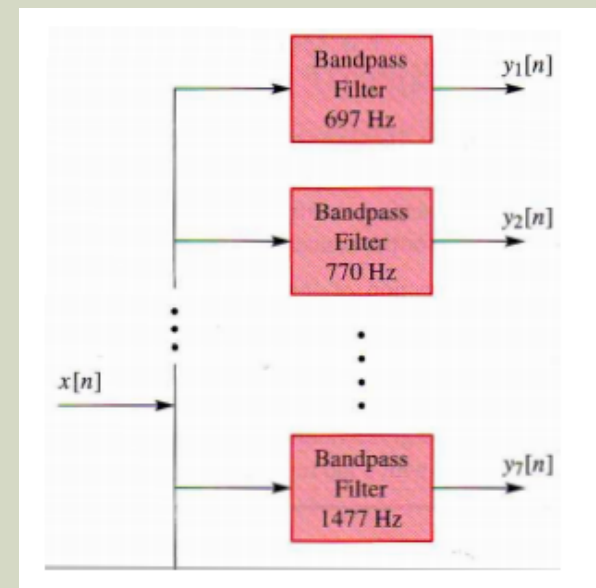 Bandpass
Filter
697 Hz
y1[n]
Bandpass
Filter
770 Hz
y2[n]
x[n]
Bandpass
Filter
1477 Hz
y7[n]